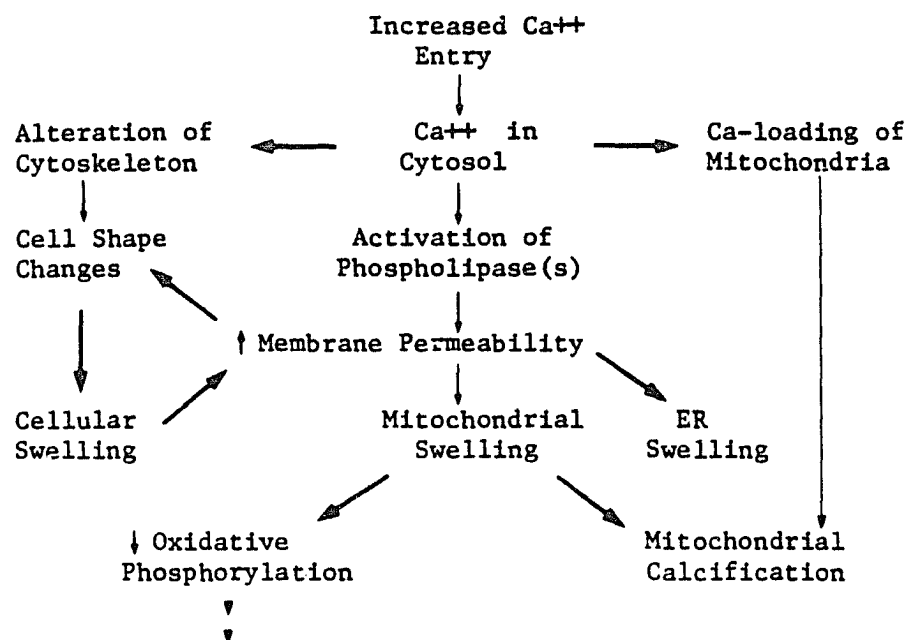 Increased Ca++
Entry
Alteration of
Cytoskeleton
Ca++ in
Cytosol
Ca-loading of
Mitochondria
Cell Shape
Changes
Activation of
Phospholipase(s)
↑ Membrane Permeability
Cellular
Swelling
Mitochondrial
Swelling
ER
Swelling
↓ Oxidative
Phosphorylation
Mitochondrial
Calcification